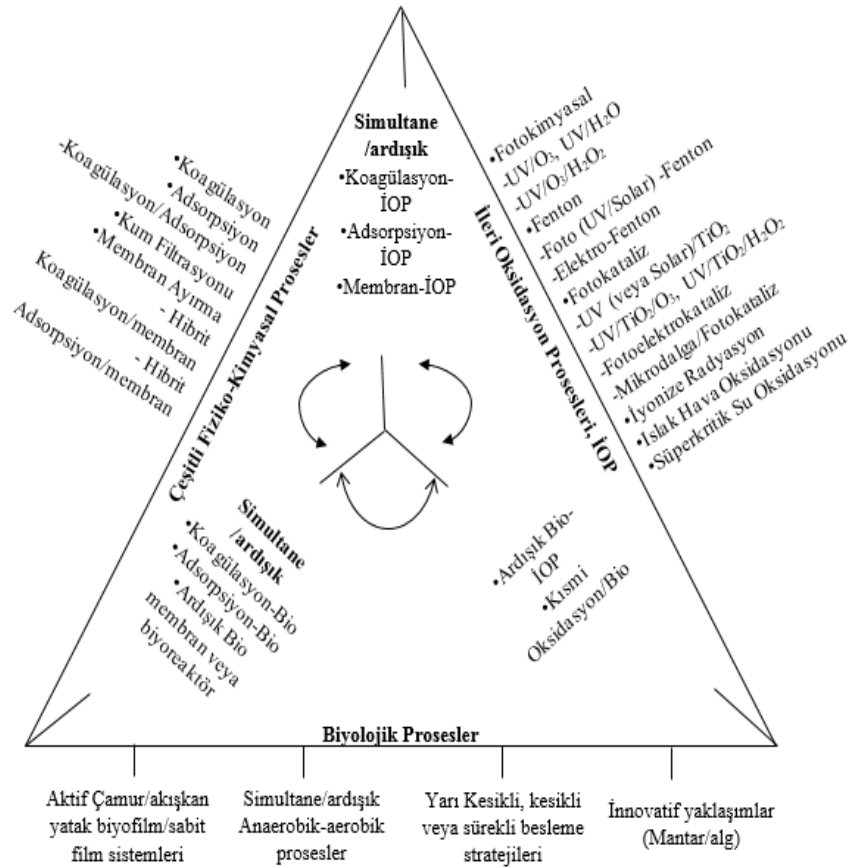 Simultane
/ardışık
•Koagülasyon-
İOP
•Adsorpsiyon-
İOP
•Membran-İOP
•Koagülasyon
•Adsorpsiyon
-Koagülasyon/Adsorpsiyon
•Kum Filtrasyonu
•Membran Ayırma
- Hibrit
Koagülasyon/membran
- Hibrit
Adsorpsiyon/membran
Çeşitli Fiziko-Kimyasal Prosesler
•Fotokimyasal
-UV/O₃, UV/H₂O
-UV/O₃/H₂O₂
•Fenton
-Foto (UV/Solar) -Fenton
-Elektro-Fenton
•Fotokataliz
-UV (veya Solar)/TiO₂
-UV/TiO₂/O₃, UV/TiO₂/H₂O₂
-Fotoelektrokataliz
-Mikrodalga/Fotokataliz
•İyonize Radyasyon
•Islak Hava Oksidasyonu
•Süperkritik Su Oksidasyonu
İleri Oksidasyon Prosesleri, İOP
Simultane
/ardışık
•Koagülasyon-Bio
•Adsorpsiyon-Bio
•Ardışık Bio
membran veya
biyoreaktör
•Ardışık Bio-
İOP
•Kısmi
Oksidasyon/Bio
Biyolojik Prosesler
Aktif Çamur/akışkan
yatak biyofilm/sabit
film sistemleri
Simultane/ardışık
Anaerobik-aerobik
prosesler
Yarı Kesikli, kesikli
veya sürekli besleme
stratejileri
İnnovatif yaklaşımlar
(Mantar/alg)